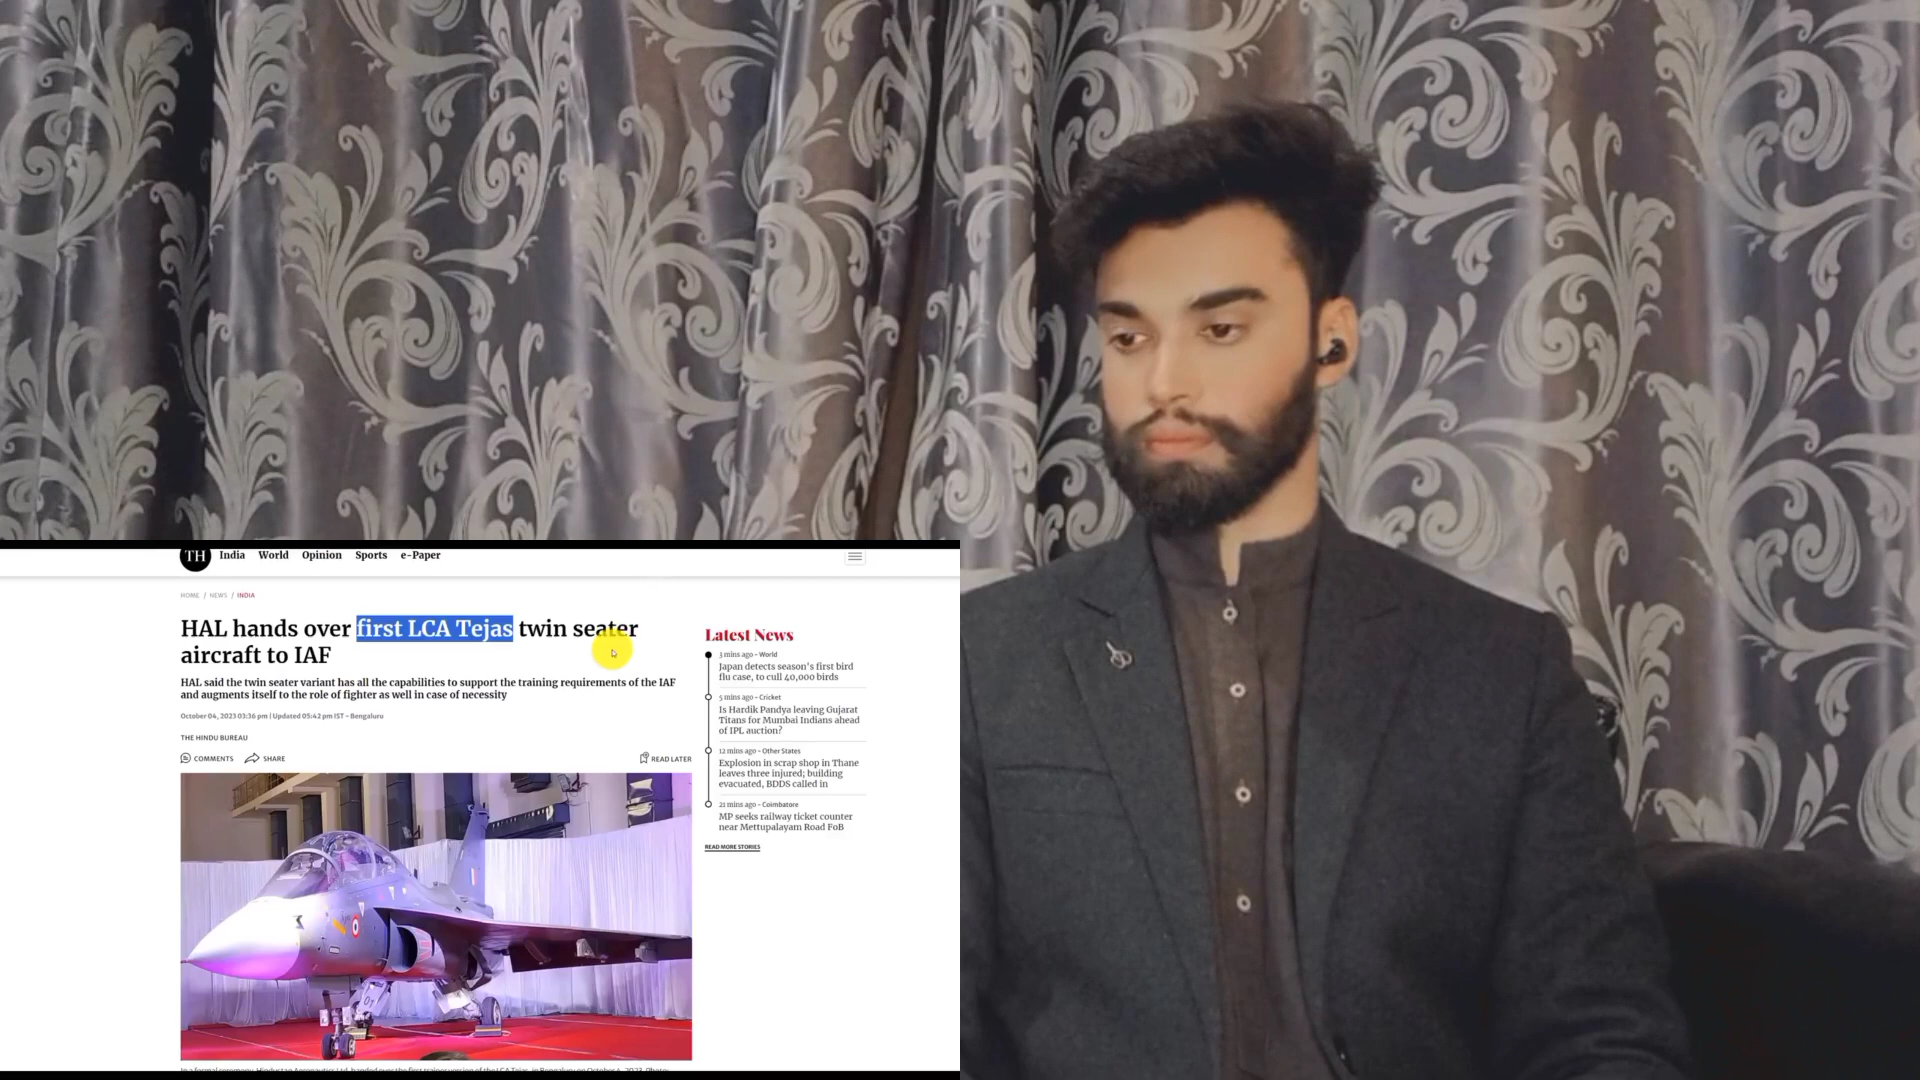 TH India World Opinion Sports e-Paper
HOME / NEWS / INDIA
HAL hands over first LCA Tejas twin seater
aircraft to IAF
HAL said the twin seater variant has all the capabilities to support the training requirements of the IAF
and augments itself to the role of fighter as well in case of necessity
October 04, 2023 03:36 pm | Updated 05:42 pm IST - Bengaluru
THE HINDU BUREAU
COMMENTS SHARE READ LATER
Latest News
3 mins ago - World
Japan detects season's first bird
flu case, to cull 40,000 birds
5 mins ago - Cricket
Is Hardik Pandya leaving Gujarat
Titans for Mumbai Indians ahead
of IPL auction?
12 mins ago - Other States
Explosion in scrap shop in Thane
leaves three injured; building
evacuated, BDDS called in
21 mins ago - Coimbatore
MP seeks railway ticket counter
near Mettupalayam Road FoB
READ MORE STORIES